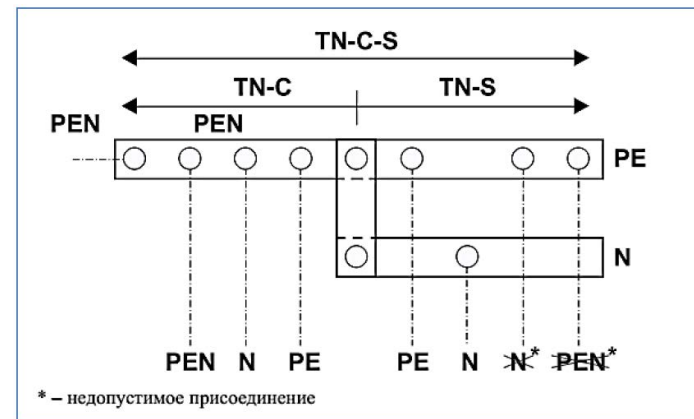 TN-C-S
TN-C TN-S
PEN PEN
PE
N
PEN N PE PE N N* PEN*
* – недопустимое присоединение